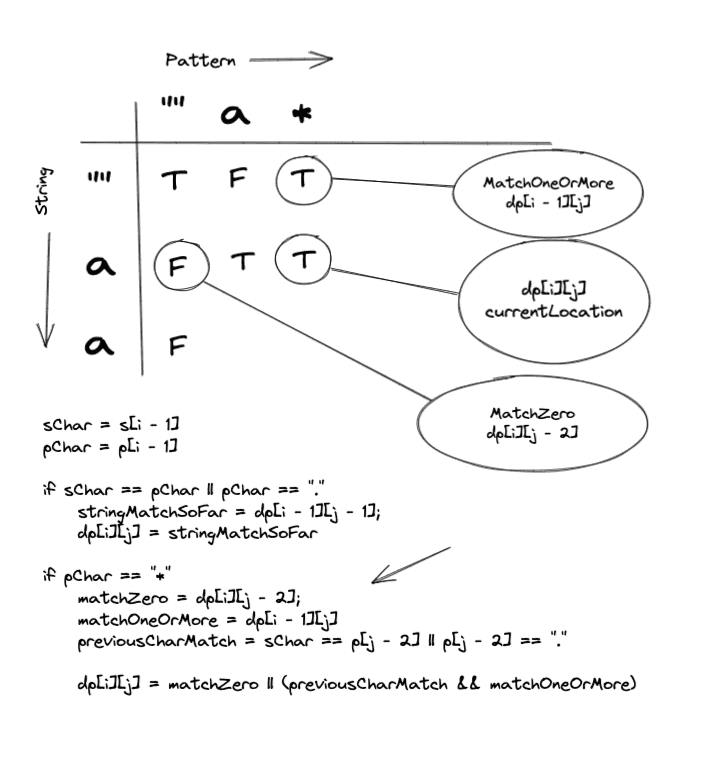 Pattern
"" a *
String
"" T F T
MatchOneOrMore
dp[i - 1][j]
a F T T
dp[i][j]
currentLocation
a F
MatchZero
dp[i][j - 2]
sChar = s[i - 1]
pChar = p[i - 1]
if sChar == pChar || pChar == "."
stringMatchSoFar = dp[i - 1][j - 1];
dp[i][j] = stringMatchSoFar
if pChar == "*"
matchZero = dp[i][j - 2];
matchOneOrMore = dp[i - 1][j]
previousCharMatch = sChar == p[j - 2] || p[j - 2] == "."
dp[i][j] = matchZero || (previousCharMatch && matchOneOrMore)